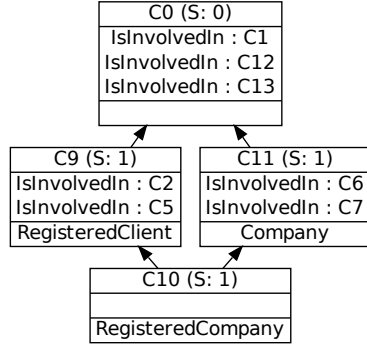 C0 (S: 0)
IsInvolvedIn : C1
IsInvolvedIn : C12
IsInvolvedIn : C13
C9 (S: 1)
IsInvolvedIn : C2
IsInvolvedIn : C5
RegisteredClient
C11 (S: 1)
IsInvolvedIn : C6
IsInvolvedIn : C7
Company
C10 (S: 1)
RegisteredCompany